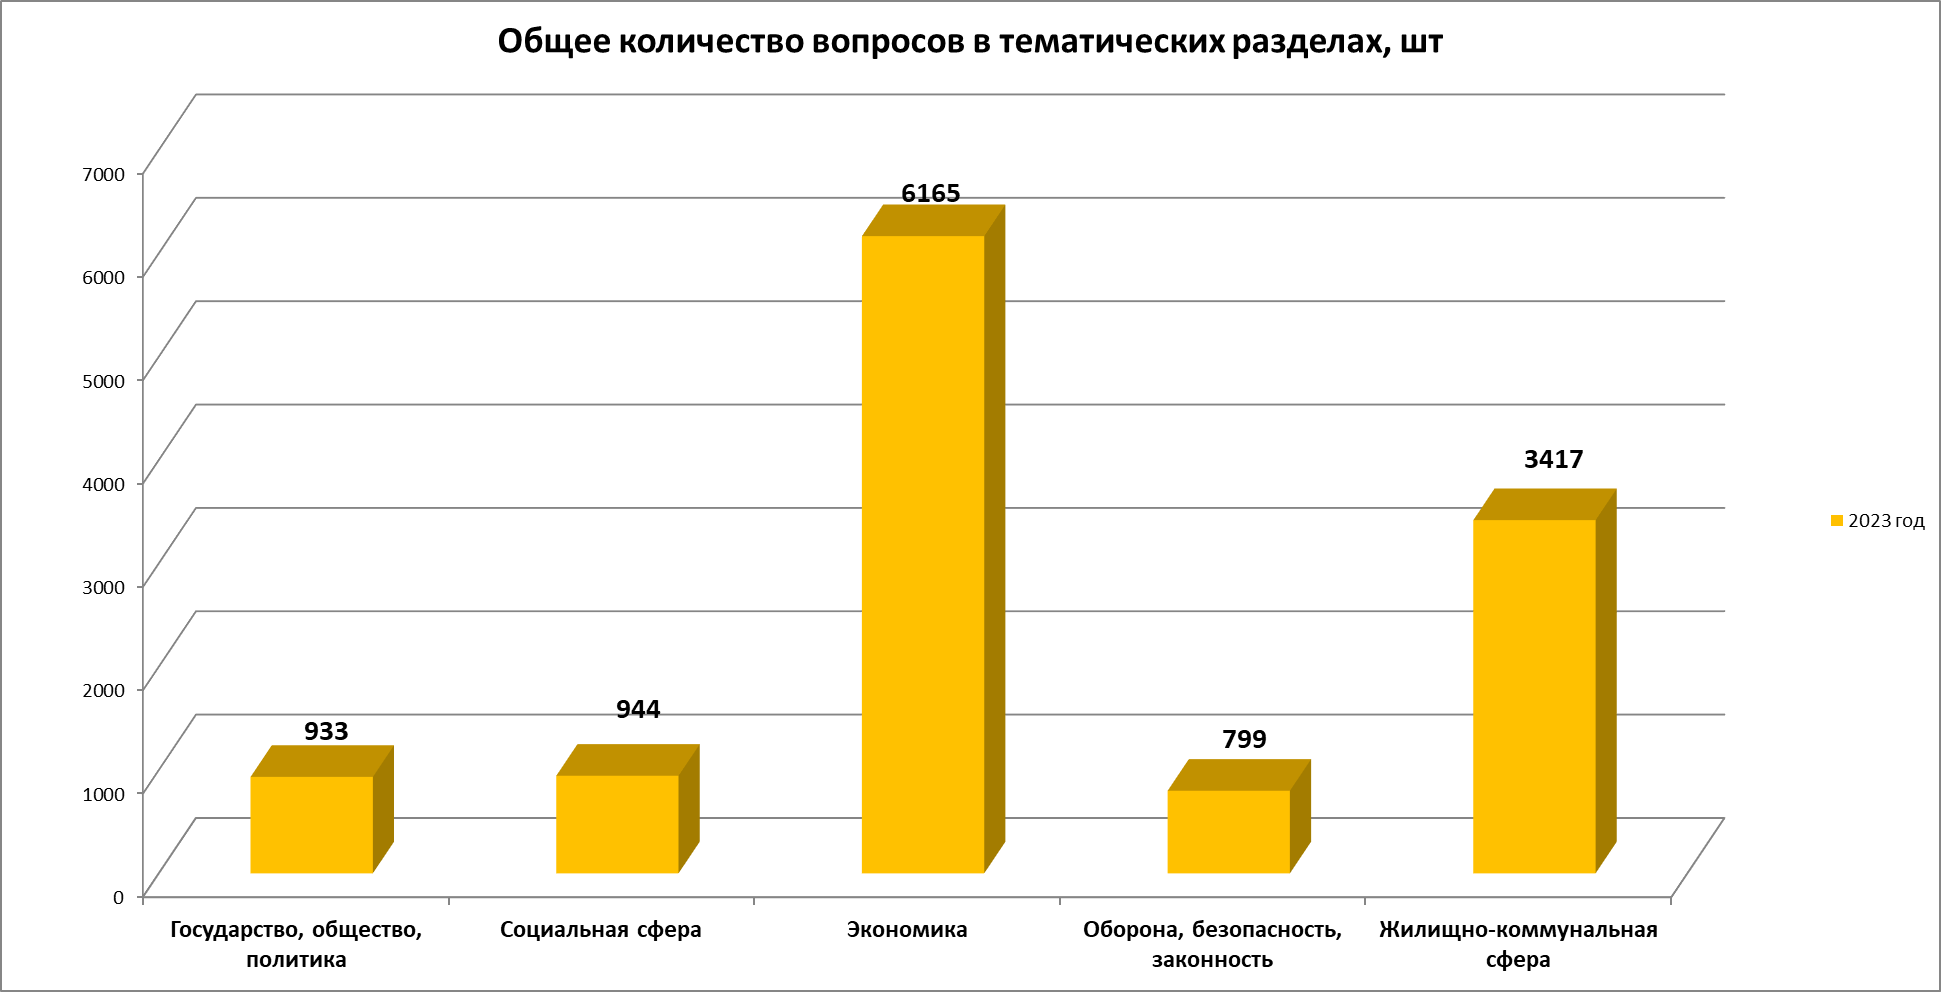 Общее количество вопросов в тематических разделах, шт
7000
6000
5000
4000
3000
2000
1000
0
933
944
6165
799
3417
Государство, общество,
политика
Социальная сфера
Экономика
Оборона, безопасность,
законность
Жилищно-коммунальная
сфера
2023 год